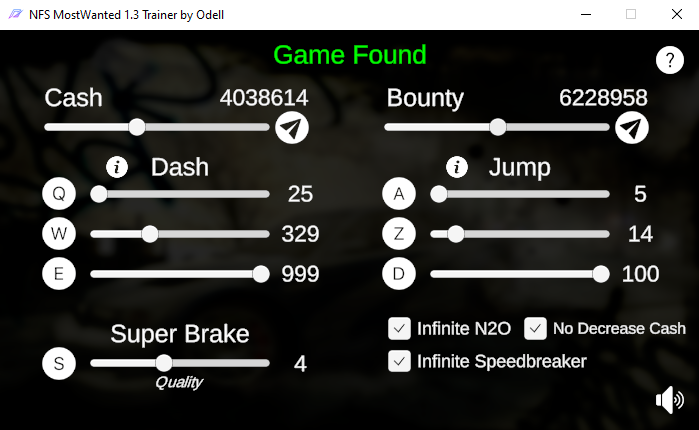 NFS MostWanted 1.3 Trainer by Odell
Game Found
?
Cash 4038614
Bounty 6228958
i Dash
i Jump
Q 25
A 5
W 329
Z 14
E 999
D 100
Super Brake
Infinite N2O No Decrease Cash
Infinite Speedbreaker
S 4
Quality